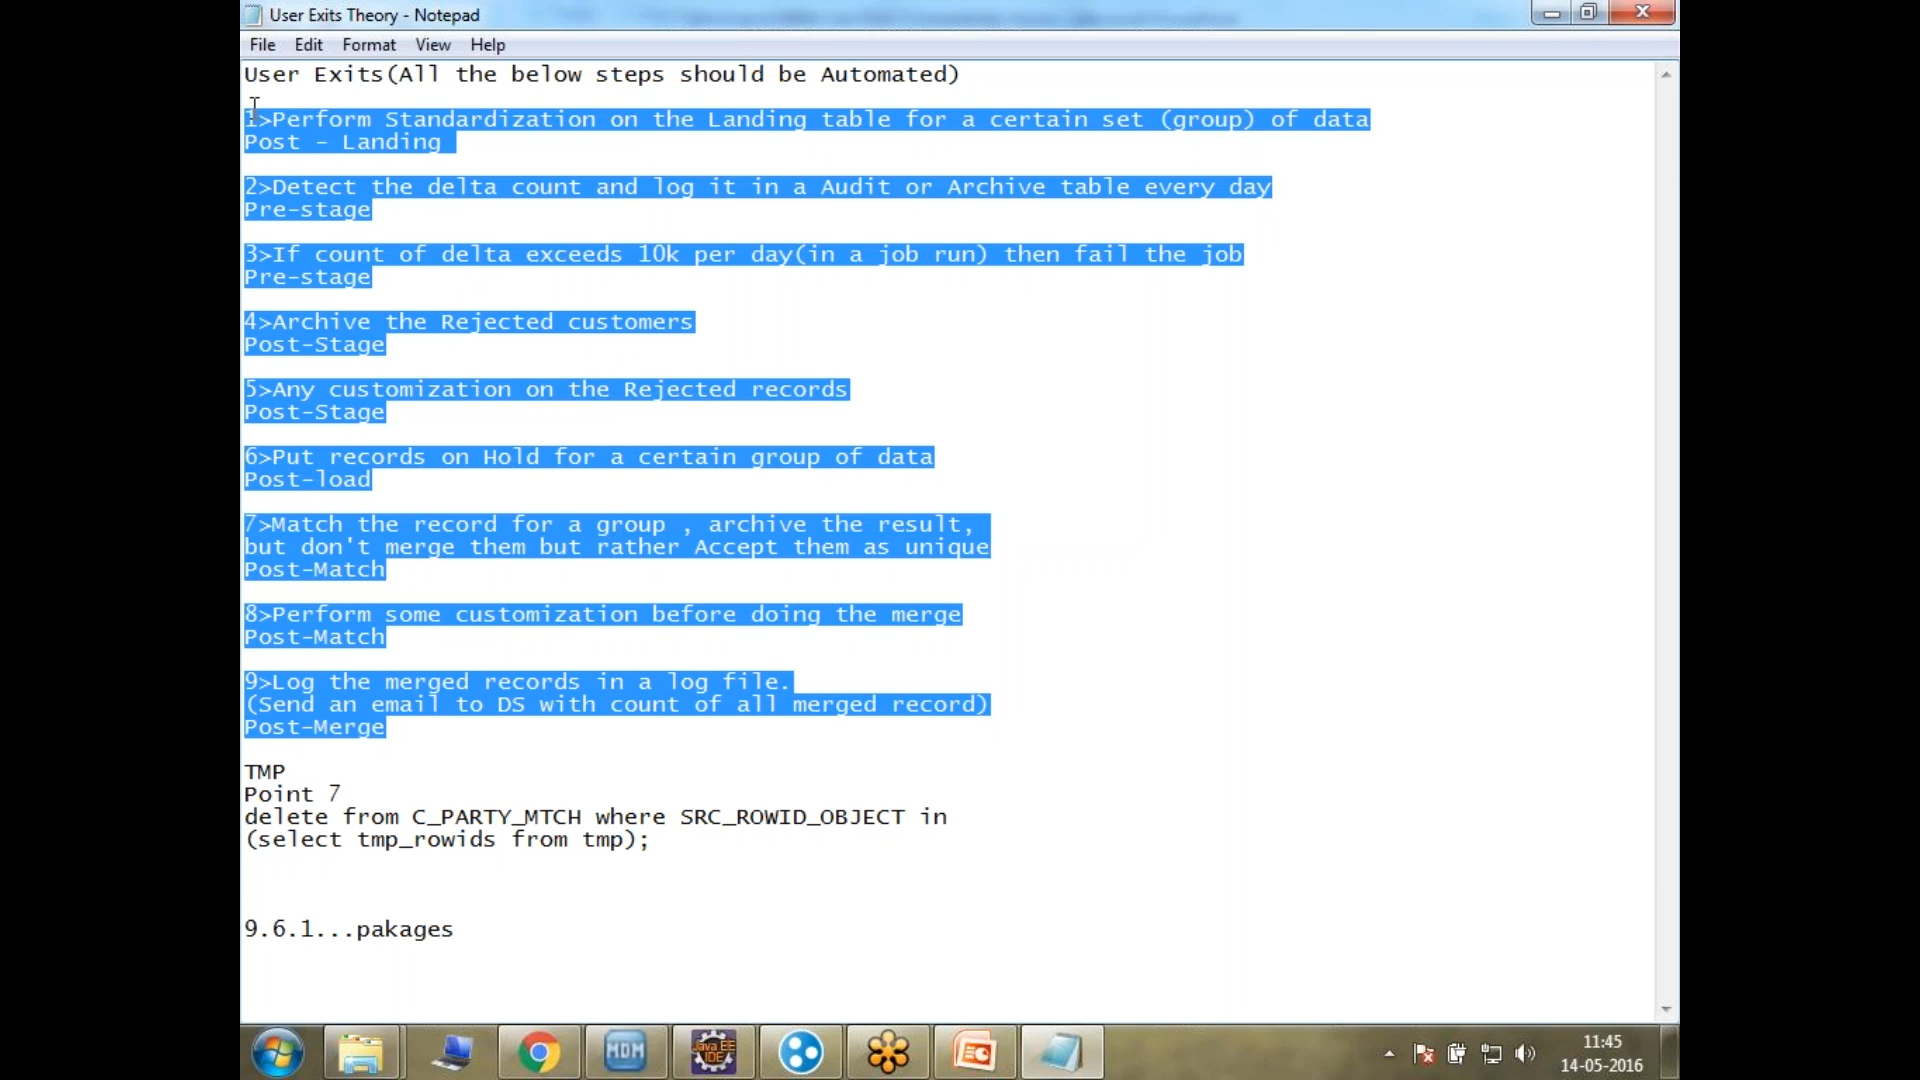 User Exits Theory - Notepad
File Edit Format View Help
User Exits(All the below steps should be Automated)
1>Perform Standardization on the Landing table for a certain set (group) of data
Post - Landing
2>Detect the delta count and log it in a Audit or Archive table every day
Pre-stage
3>If count of delta exceeds 10k per day(in a job run) then fail the job
Pre-stage
4>Archive the Rejected customers
Post-Stage
5>Any customization on the Rejected records
Post-Stage
6>Put records on Hold for a certain group of data
Post-load
7>Match the record for a group , archive the result,
but don't merge them but rather Accept them as unique
Post-Match
8>Perform some customization before doing the merge
Post-Match
9>Log the merged records in a log file.
(Send an email to DS with count of all merged record)
Post-Merge
TMP
Point 7
delete from C_PARTY_MTCH where SRC_ROWID_OBJECT in
(select tmp_rowids from tmp);
9.6.1...pakages
MDM
Java EE
IDE
11:45
14-05-2016